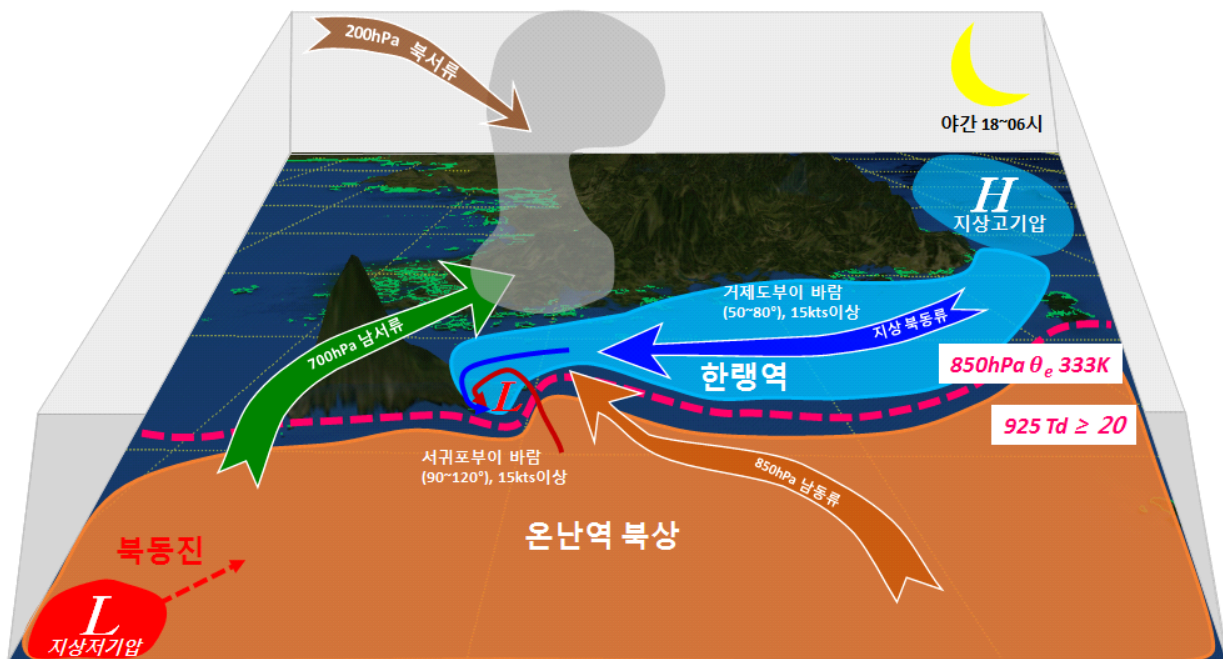 200hPa 북서류
야간 18~06시
H
지상고기압
거제도부이 바람
(50~80°), 15kts이상
지상 북동류
700hPa 남서류
한랭역
850hPa θe 333K
L
925 Td ≥ 20
서귀포부이 바람
(90~120°), 15kts이상
850hPa 남동류
온난역 북상
북동진
L
지상저기압